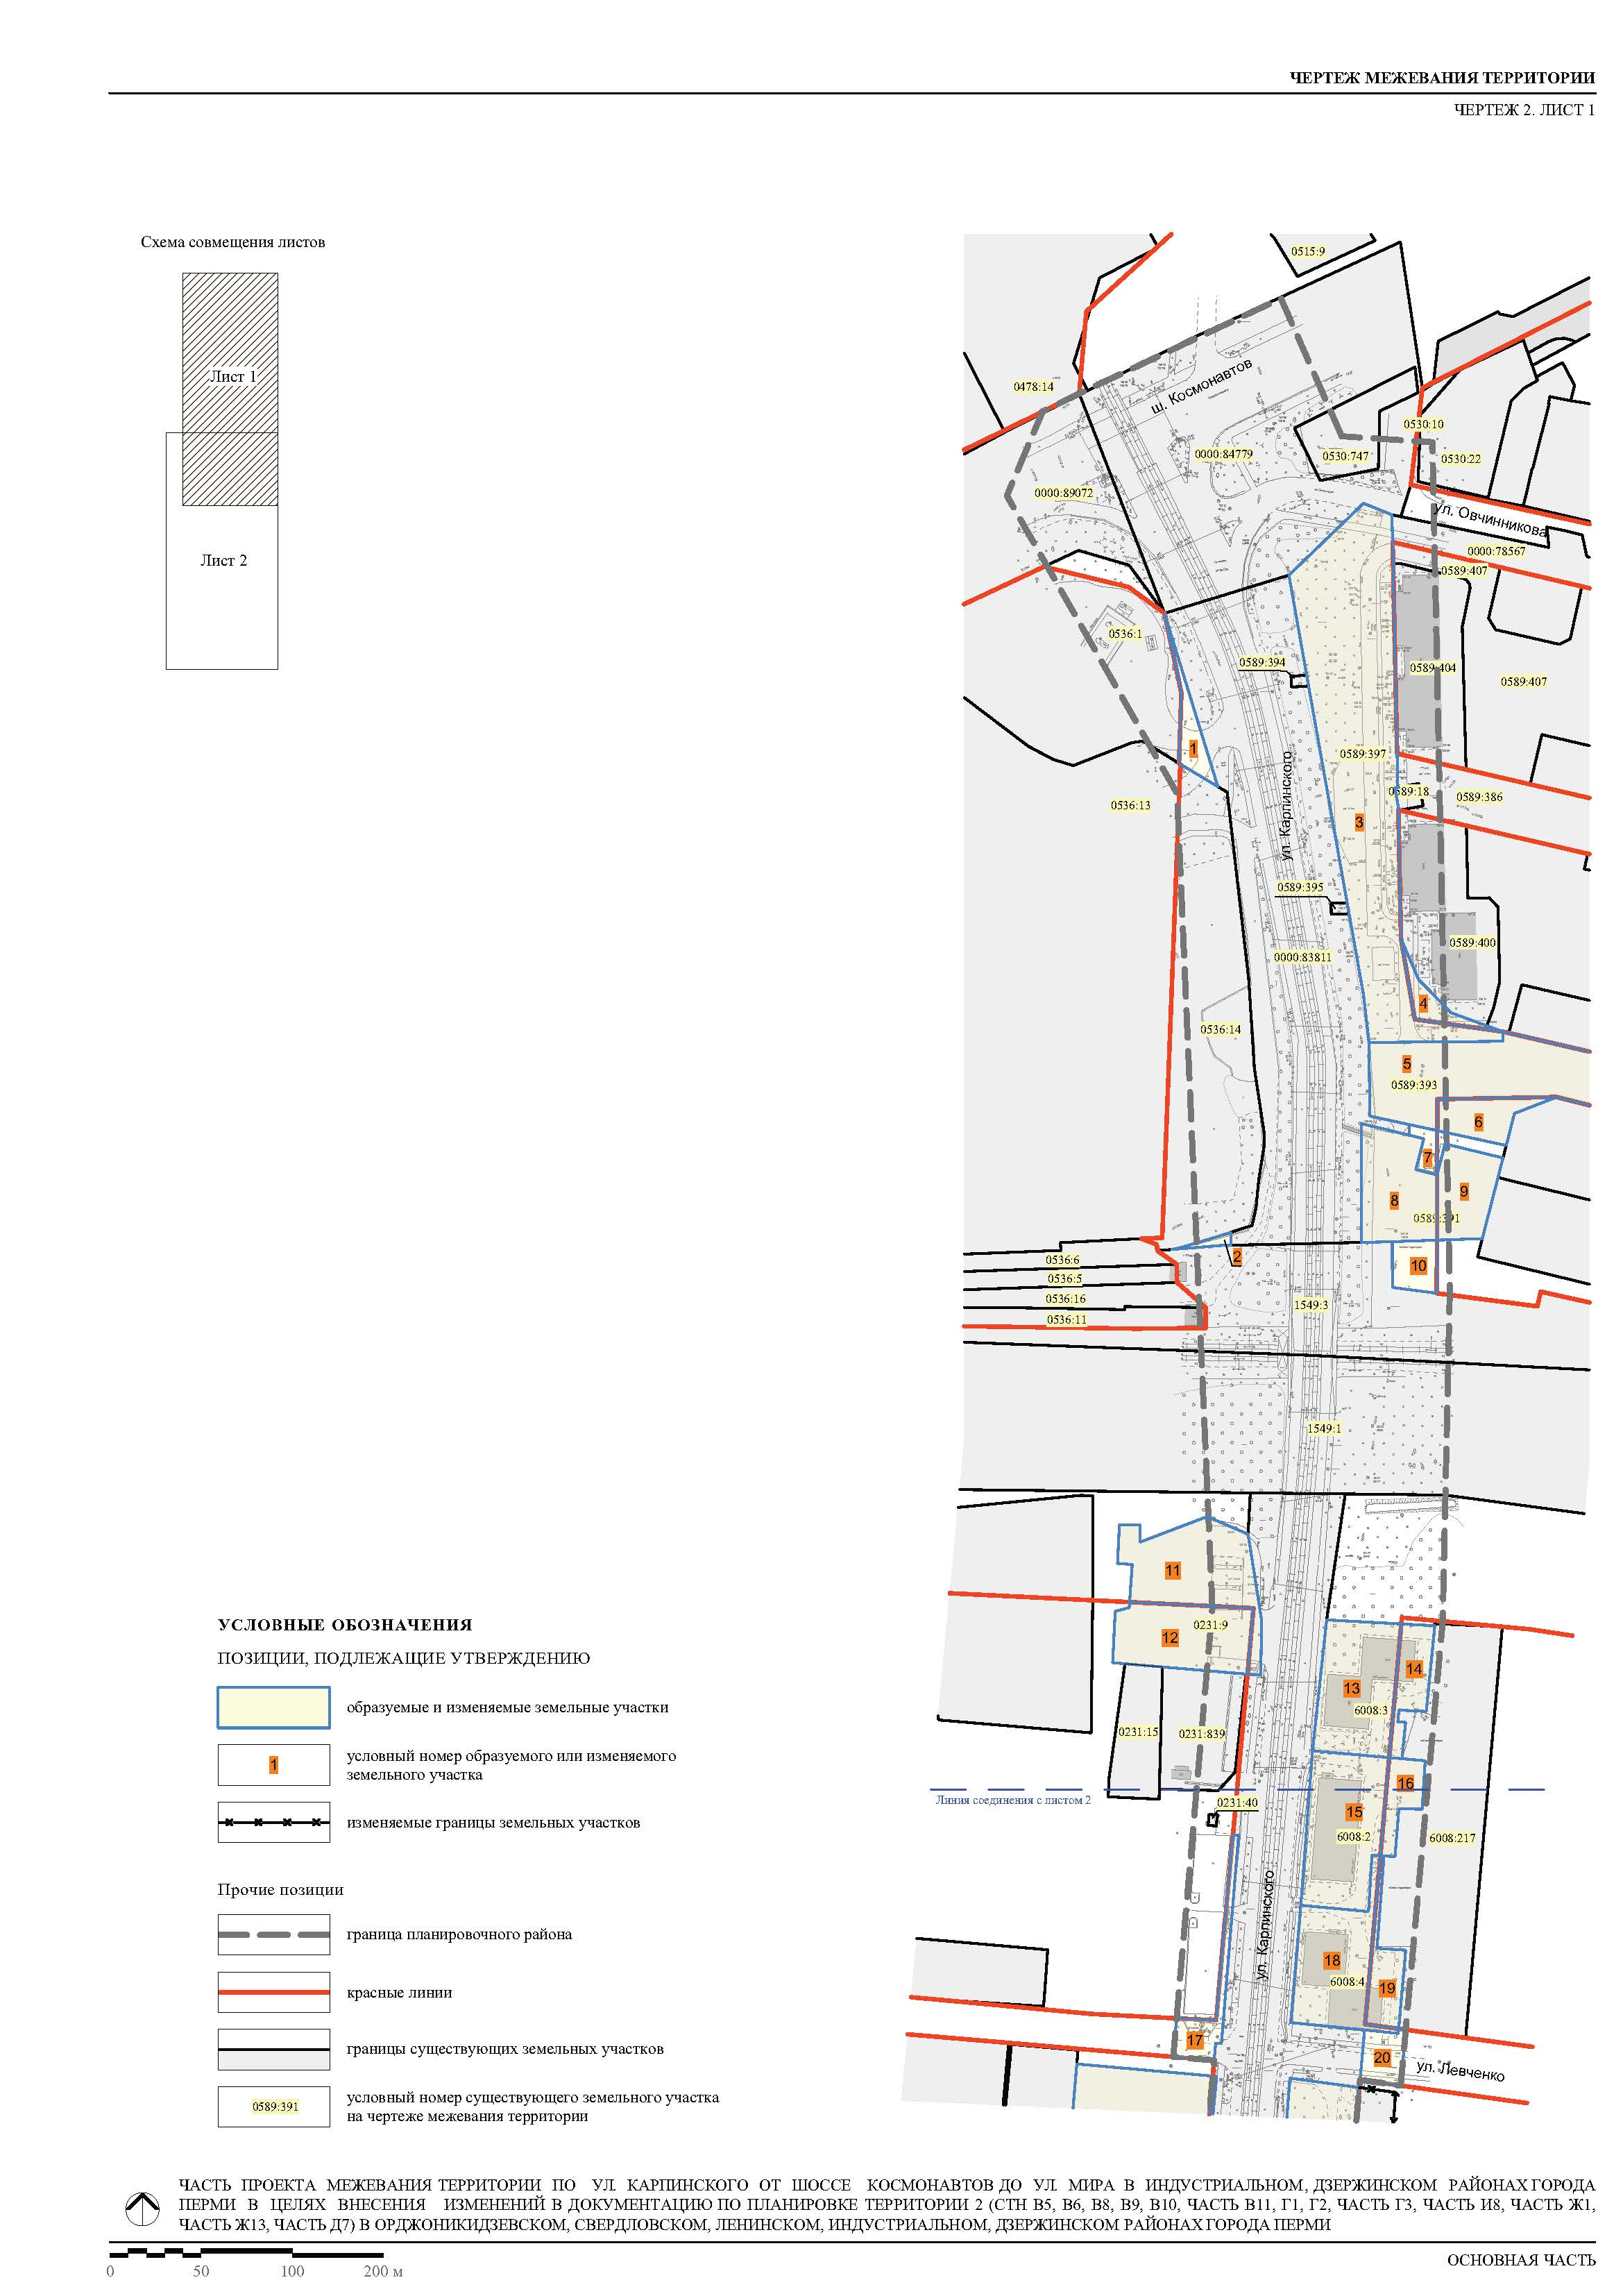 ЧЕРТЕЖ МЕЖЕВАНИЯ ТЕРРИТОРИИ
ЧЕРТЕЖ 2. ЛИСТ 1
Схема совмещения листов
Лист 1
Лист 2
0515:9
ш. Космонавтов
0478:14
0530:10
0000:84779
0530:747
0530:22
0000:89072
ул. Овчинникова
0000:78567
0589:407
0536:1
0589:394
0589:404
0589:407
1
0589:397
ул. Карпинского
0589:18
0589:386
0536:13
3
0589:395
0589:400
0000:83811
4
0536:14
5
0589:393
6
7
9
8
0589:391
2
0536:6
10
0536:5
0536:16
1549:3
0536:11
1549:1
11
0231:9
12
14
13
6008:3
0231:15
0231:839
16
Линия соединения с листом 2
0231:40
15
6008:2
6008:217
ул. Карпинского
18
6008:4
19
17
20
ул. Левченко
УСЛОВНЫЕ ОБОЗНАЧЕНИЯ
ПОЗИЦИИ, ПОДЛЕЖАЩИЕ УТВЕРЖДЕНИЮ
образуемые и изменяемые земельные участки
1
условный номер образуемого или изменяемого
земельного участка
изменяемые границы земельных участков
Прочие позиции
граница планировочного района
красные линии
границы существующих земельных участков
0589:391
условный номер существующего земельного участка
на чертеже межевания территории
ЧАСТЬ ПРОЕКТА МЕЖЕВАНИЯ ТЕРРИТОРИИ ПО УЛ. КАРПИНСКОГО ОТ ШОССЕ КОСМОНАВТОВ ДО УЛ. МИРА В ИНДУСТРИАЛЬНОМ, ДЗЕРЖИНСКОМ РАЙОНАХ ГОРОДА
ПЕРМИ В ЦЕЛЯХ ВНЕСЕНИЯ ИЗМЕНЕНИЙ В ДОКУМЕНТАЦИЮ ПО ПЛАНИРОВКЕ ТЕРРИТОРИИ 2 (СТН В5, В6, В8, В9, В10, ЧАСТЬ В11, Г1, Г2, ЧАСТЬ Г3, ЧАСТЬ И8, ЧАСТЬ Ж1,
ЧАСТЬ Ж13, ЧАСТЬ Д7) В ОРДЖОНИКИДЗЕВСКОМ, СВЕРДЛОВСКОМ, ЛЕНИНСКОМ, ИНДУСТРИАЛЬНОМ, ДЗЕРЖИНСКОМ РАЙОНАХ ГОРОДА ПЕРМИ
ОСНОВНАЯ ЧАСТЬ
0 50 100 200 м